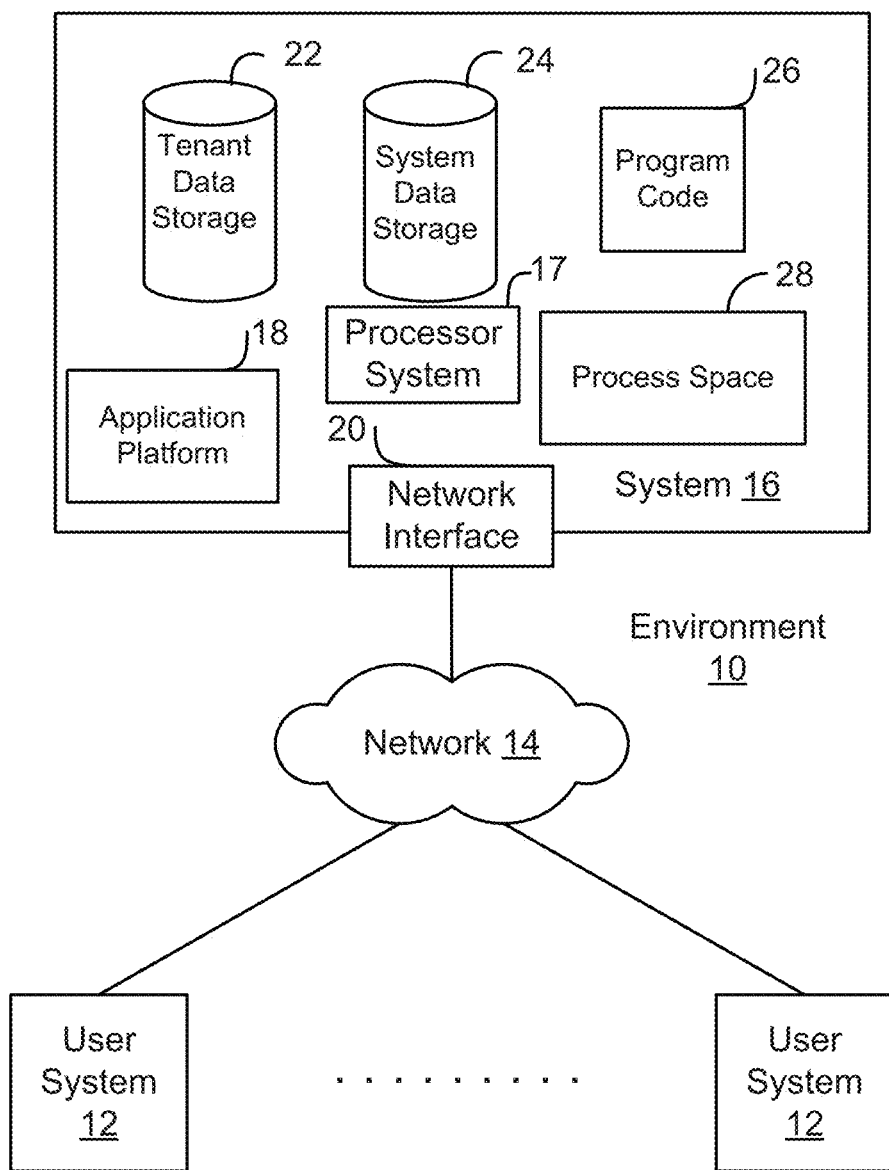 22
24
26
Tenant
Data
Storage
System
Data
Storage
Program
Code
17
28
18
Processor
System
Process Space
Application
Platform
20
Network
Interface
System 16
Environment
10
Network 14
User
System
12
. . . . . . . . . .
User
System
12